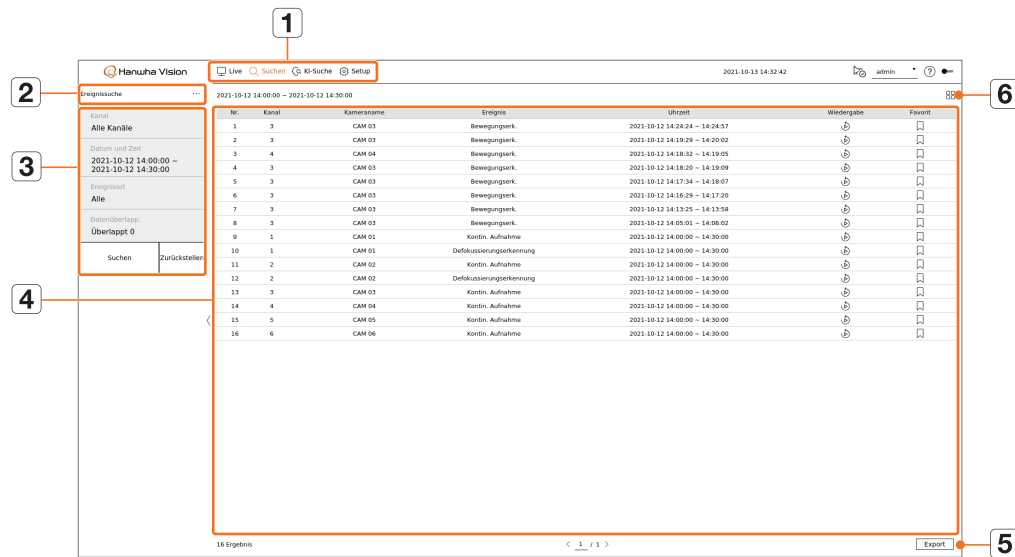 1
Hanwha Vision Live Suchen KI-Suche Setup 2021-10-13 14:32:42 admin ?
2
Ereignissuche ...
2021-10-12 14:00:00 ~ 2021-10-12 14:30:00
6
3
Kanal
Alle Kanäle
Datum und Zeit
2021-10-12 14:00:00 ~
2021-10-12 14:30:00
Ereignisart
Alle
Datenüberlapp.
Überlappt 0
Suchen Zurückstellen
4
Nr. Kanal Kameraname Ereignis Uhrzeit Wiedergabe Favorit
1 3 CAM 03 Bewegungserk. 2021-10-12 14:24:24 ~ 14:24:57
2 3 CAM 03 Bewegungserk. 2021-10-12 14:19:29 ~ 14:20:02
3 4 CAM 04 Bewegungserk. 2021-10-12 14:18:32 ~ 14:19:05
4 3 CAM 03 Bewegungserk. 2021-10-12 14:18:20 ~ 14:19:09
5 3 CAM 03 Bewegungserk. 2021-10-12 14:17:34 ~ 14:18:07
6 3 CAM 03 Bewegungserk. 2021-10-12 14:16:29 ~ 14:17:20
7 3 CAM 03 Bewegungserk. 2021-10-12 14:13:25 ~ 14:13:58
8 3 CAM 03 Bewegungserk. 2021-10-12 14:05:01 ~ 14:06:02
9 1 CAM 01 Kontin. Aufnahme 2021-10-12 14:00:00 ~ 14:30:00
10 1 CAM 01 Defokussierungserkennung 2021-10-12 14:00:00 ~ 14:30:00
11 2 CAM 02 Kontin. Aufnahme 2021-10-12 14:00:00 ~ 14:30:00
12 2 CAM 02 Defokussierungserkennung 2021-10-12 14:00:00 ~ 14:30:00
13 3 CAM 03 Kontin. Aufnahme 2021-10-12 14:00:00 ~ 14:30:00
14 4 CAM 04 Kontin. Aufnahme 2021-10-12 14:00:00 ~ 14:30:00
15 5 CAM 05 Kontin. Aufnahme 2021-10-12 14:00:00 ~ 14:30:00
16 6 CAM 06 Kontin. Aufnahme 2021-10-12 14:00:00 ~ 14:30:00
16 Ergebnis < 1 / 1 > Export
5